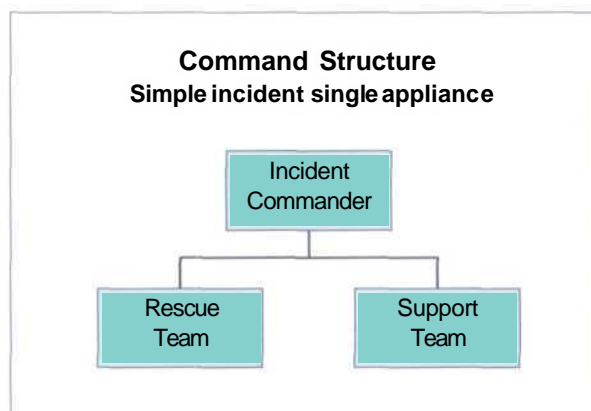 Command Structure
Simple incident single appliance
Incident
Commander
Rescue
Team
Support
Team